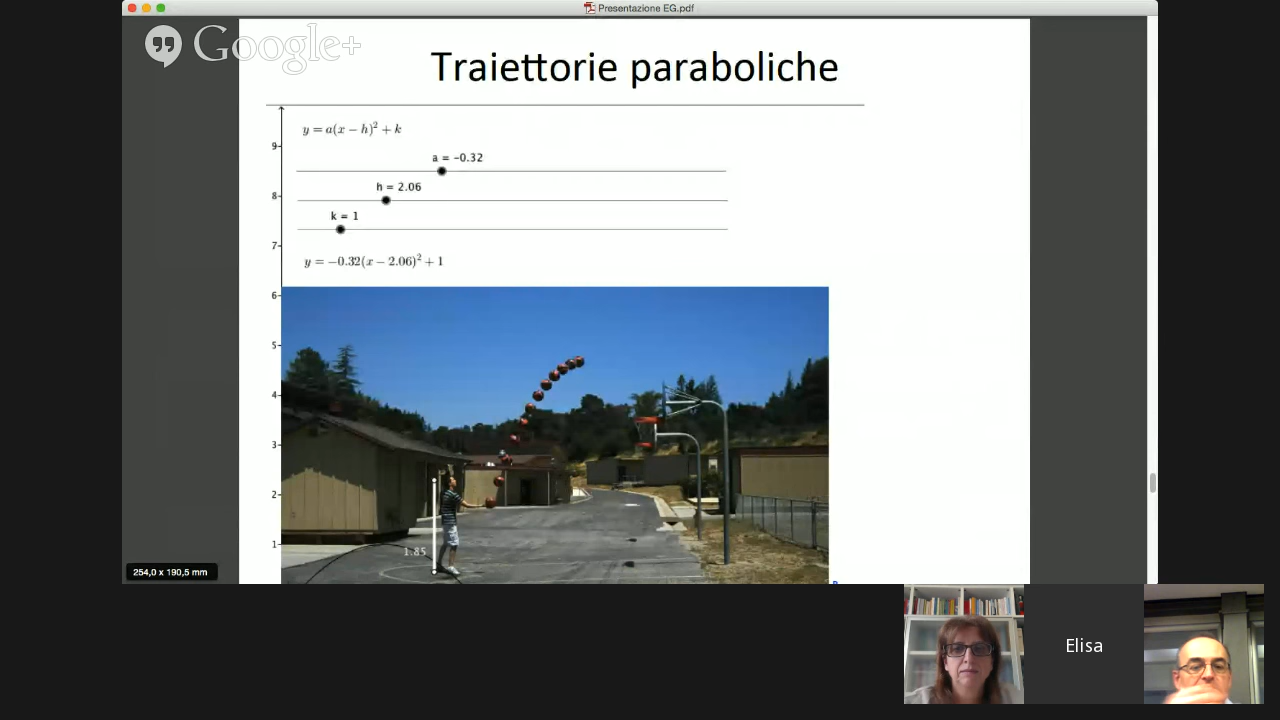 Presentazione EG.pdf
Google+
Traiettorie paraboliche
y = a(x − h)² + k
a = −0.32
h = 2.06
k = 1
y = −0.32(x − 2.06)² + 1
9
8
7
6
5
4
3
2
1
1.85
254,0 x 190,5 mm
Elisa